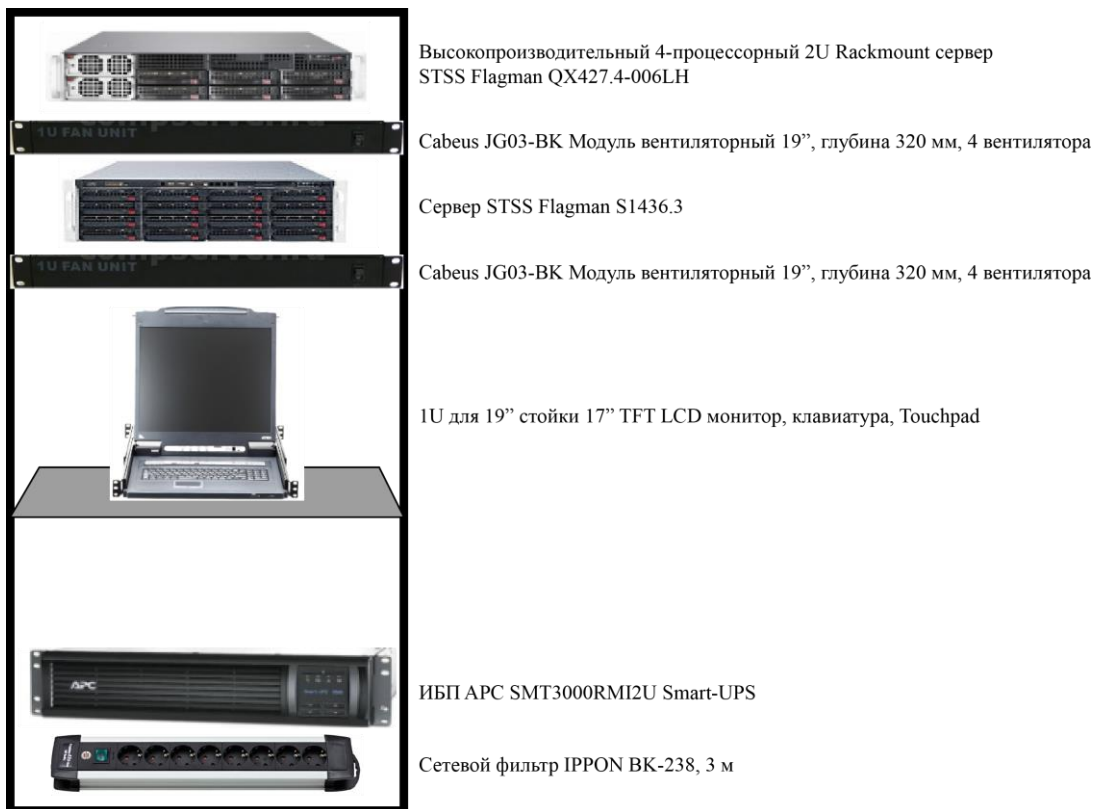 Высокопроизводительный 4-процессорный 2U Rackmount сервер
STSS Flagman QX427.4-006LH
1U FAN UNIT
Cabeus JG03-BK Модуль вентиляторный 19”, глубина 320 мм, 4 вентилятора
Сервер STSS Flagman S1436.3
1U FAN UNIT
Cabeus JG03-BK Модуль вентиляторный 19”, глубина 320 мм, 4 вентилятора
1U для 19” стойки 17” TFT LCD монитор, клавиатура, Touchpad
APC
ИБП APC SMT3000RMI2U Smart-UPS
Сетевой фильтр IPPON BK-238, 3 м